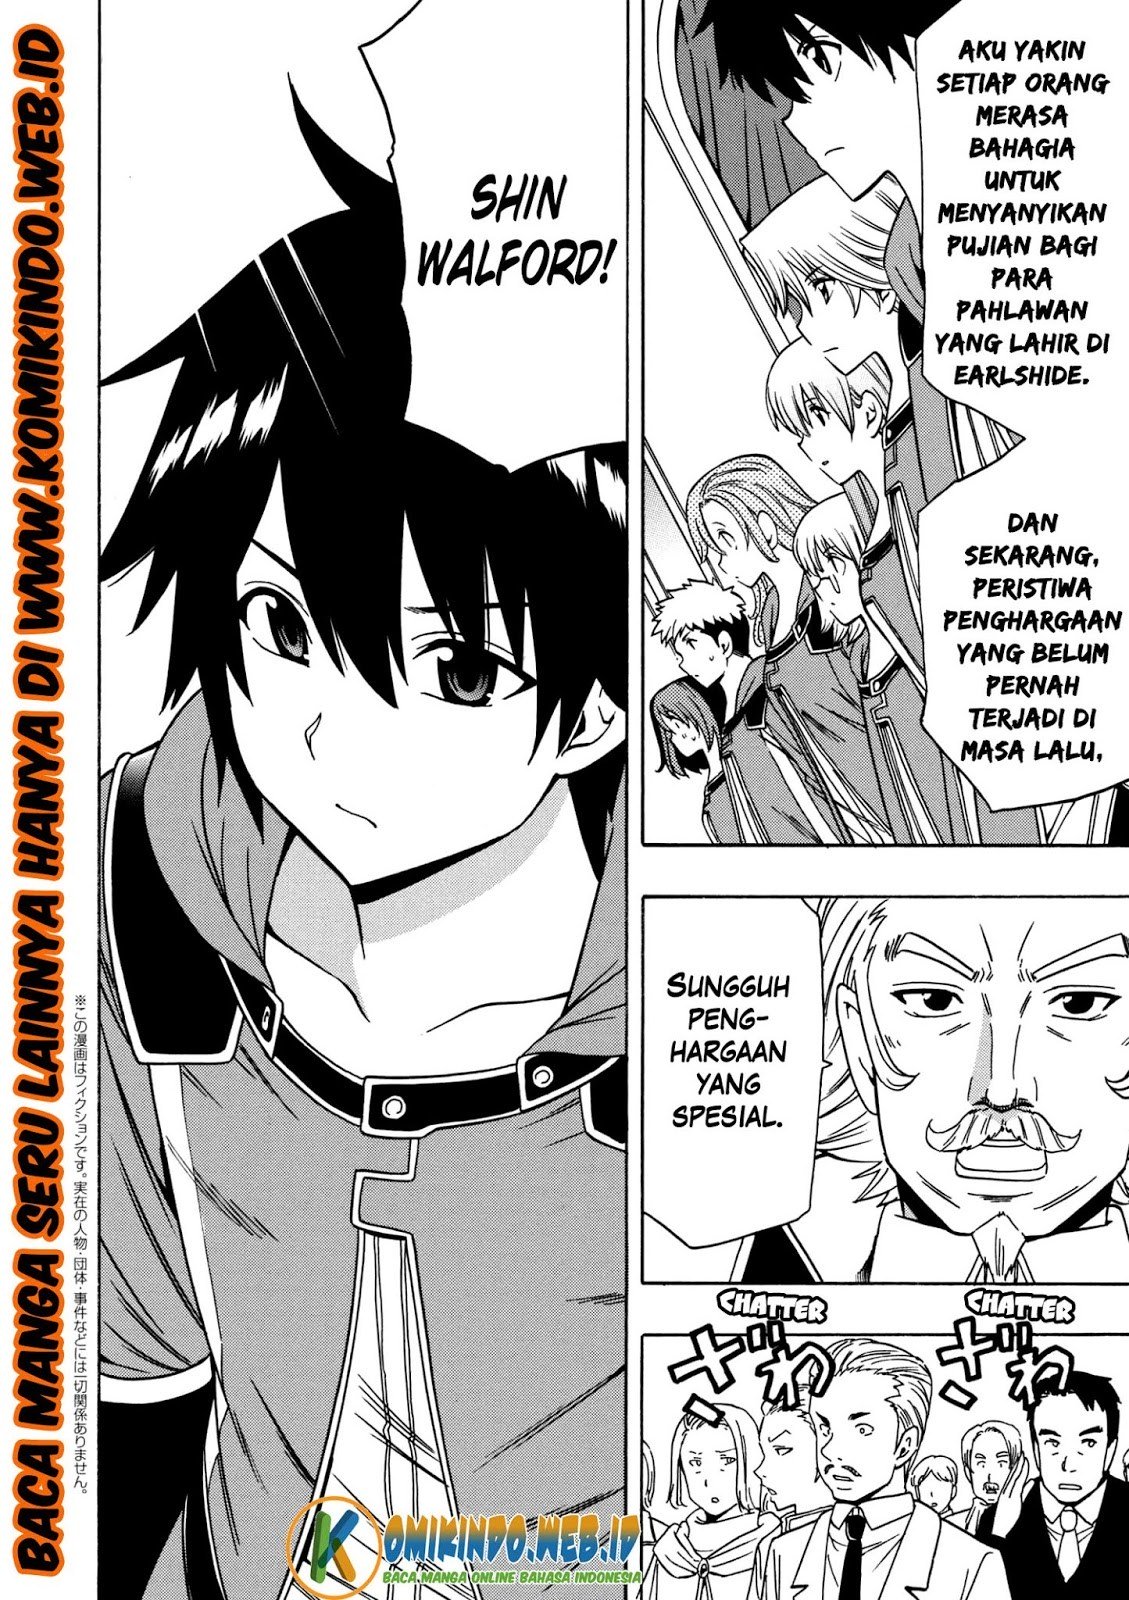 AKU YAKIN
SETIAP ORANG
MERASA
BAHAGIA
UNTUK
MENYANYIKAN
PUJIAN BAGI
PARA
PAHLAWAN
YANG LAHIR DI
EARLSHIDE.
DAN
SEKARANG,
PERISTIWA
PENGHARGAAN
YANG BELUM
PERNAH
TERJADI DI
MASA LALU,
SUNGGUH
PENG-
HARGAAN
YANG
SPESIAL.
CHATTER
ざわ
CHATTER
ざわ
SHIN
WALFORD!
※この漫画はフィクションです。実在の人物・団体・事件などには一切関係ありません。
BACA MANGA SERU LAINNYA HANYA DI WWW.KOMIKINDO.WEB.ID
KOMIKINDO.WEB.ID
BACA MANGA ONLINE BAHASA INDONESIA